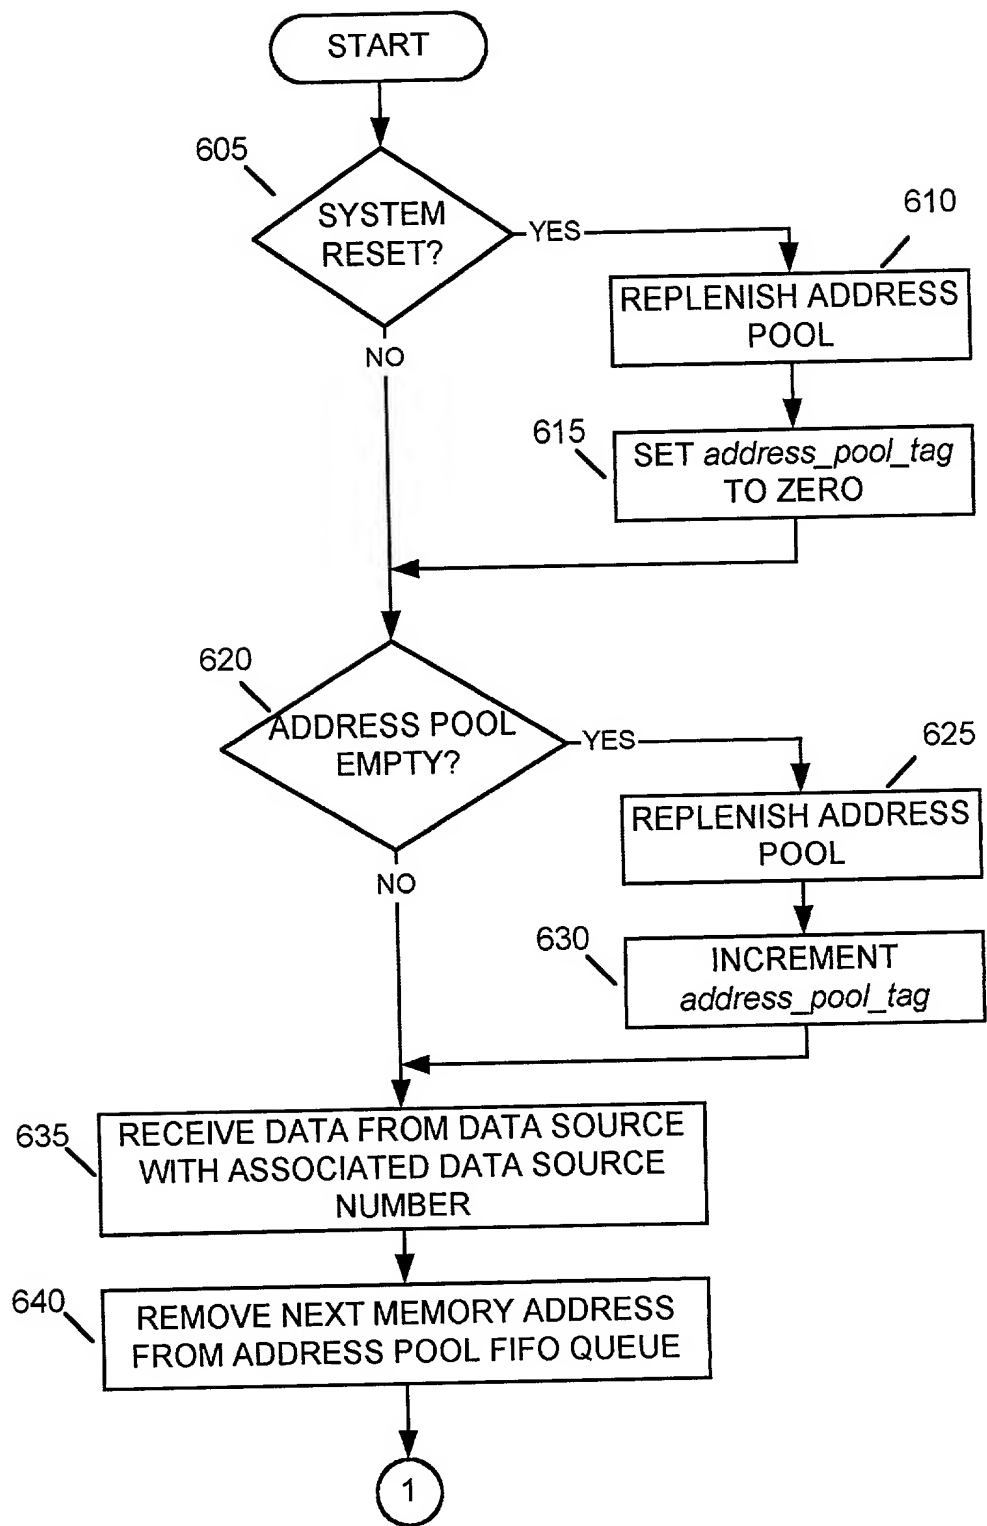 START
605
SYSTEM
RESET?
YES
610
REPLENISH ADDRESS
POOL
NO
615
SET address_pool_tag
TO ZERO
620
ADDRESS POOL
EMPTY?
YES
625
REPLENISH ADDRESS
POOL
NO
630
INCREMENT
address_pool_tag
635
RECEIVE DATA FROM DATA SOURCE
WITH ASSOCIATED DATA SOURCE
NUMBER
640
REMOVE NEXT MEMORY ADDRESS
FROM ADDRESS POOL FIFO QUEUE
1